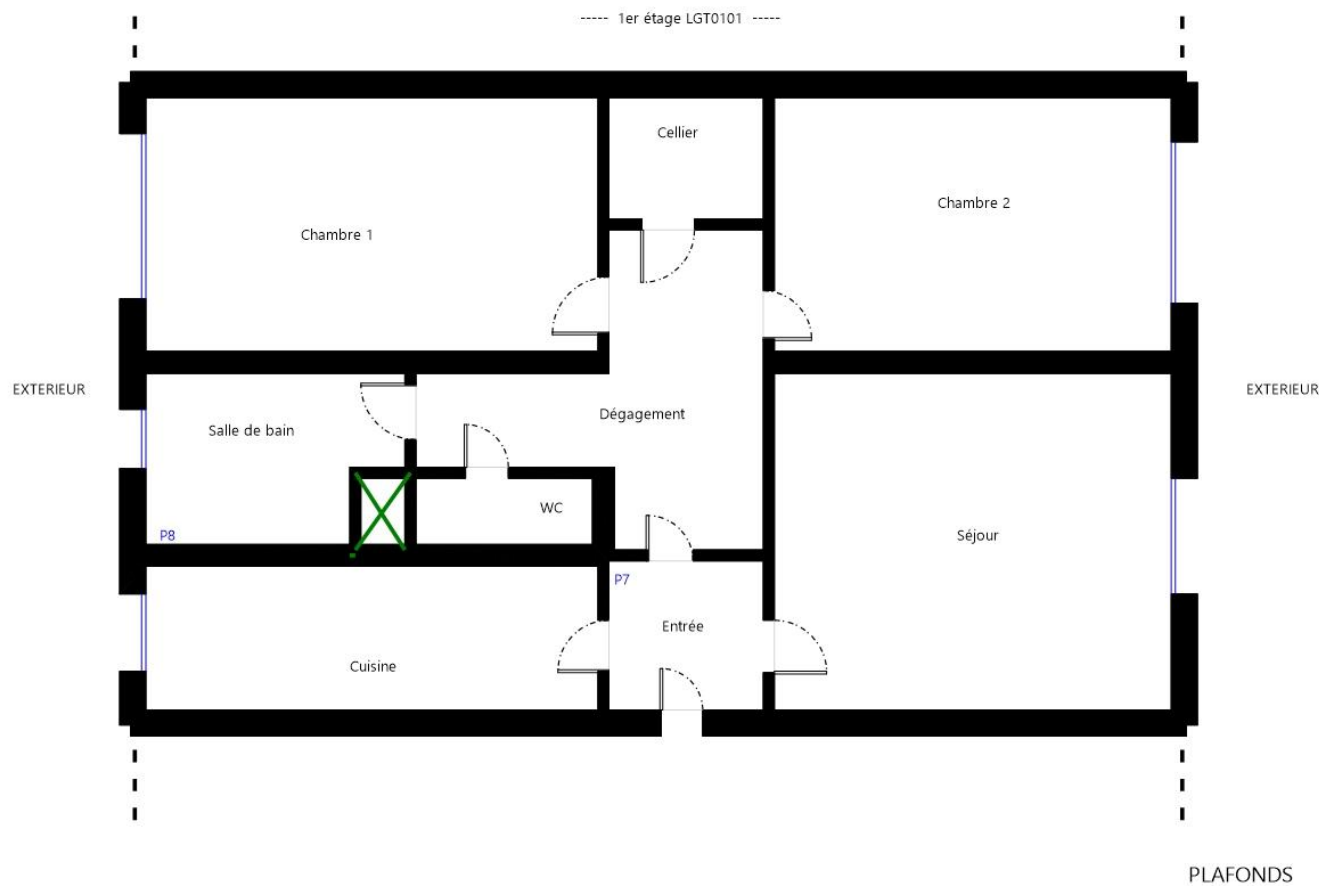 ----- 1er étage LGT0101 -----
Cellier
Chambre 2
Chambre 1
EXTERIEUR
EXTERIEUR
Dégagement
Salle de bain
WC
P8
Séjour
P7
Entrée
Cuisine
PLAFONDS